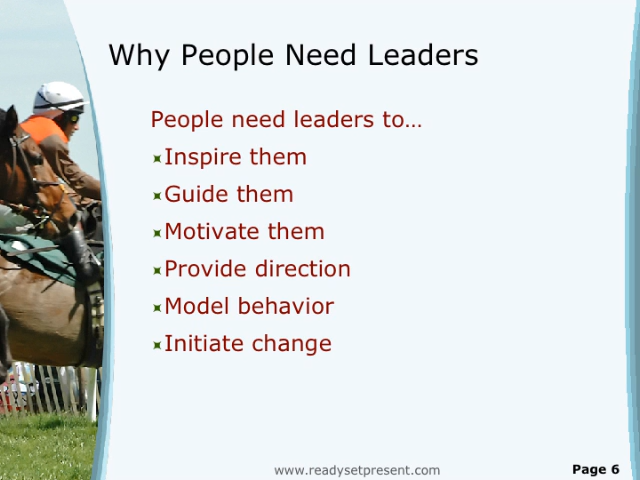 Why People Need Leaders
People need leaders to…
Inspire them
Guide them
Motivate them
Provide direction
Model behavior
Initiate change
www.readysetpresent.com
Page 6